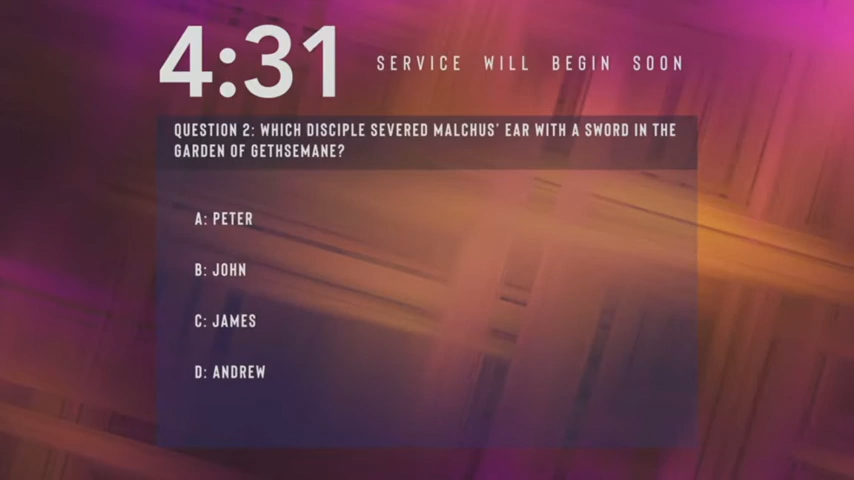 4:31 SERVICE WILL BEGIN SOON
QUESTION 2: WHICH DISCIPLE SEVERED MALCHUS' EAR WITH A SWORD IN THE
GARDEN OF GETHSEMANE?
A: PETER
B: JOHN
C: JAMES
D: ANDREW